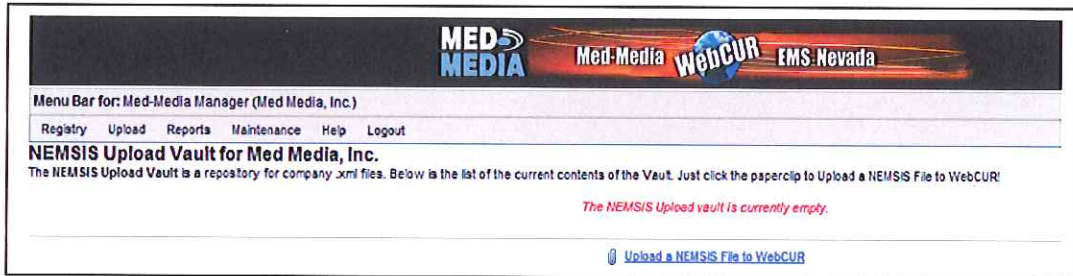 MED
MEDIA
Med-Media WebCUR EMS Nevada
Menu Bar for: Med-Media Manager (Med Media, Inc.)
Registry Upload Reports Maintenance Help Logout
NEMSIS Upload Vault for Med Media, Inc.
The NEMSIS Upload Vault is a repository for company .xml files. Below is the list of the current contents of the Vault. Just click the paperclip to Upload a NEMSIS File to WebCUR!
The NEMSIS Upload vault is currently empty.
Upload a NEMSIS File to WebCUR